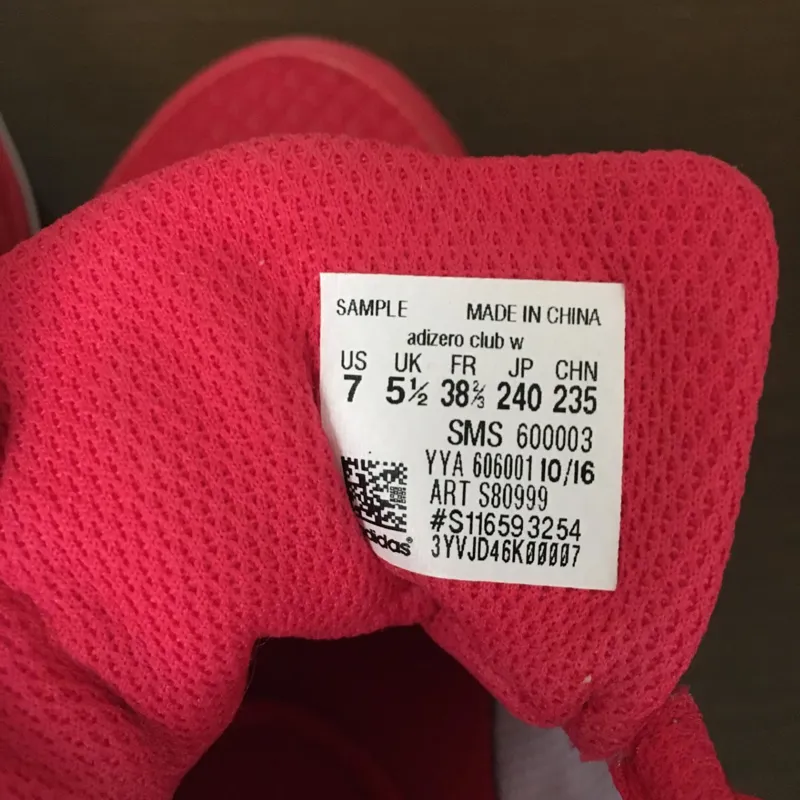 SAMPLE MADE IN CHINA
adizero club w
US UK FR JP CHN
7 5½ 38⅔ 240 235
SMS 600003
YYA 606001 10/16
ART S80999
#S116593254
adidas® 3YVJD46K00007